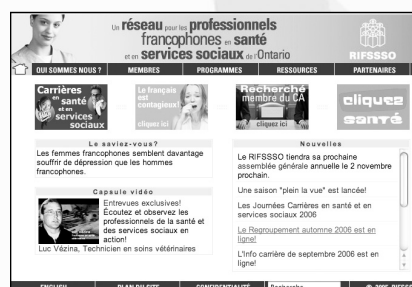 Un réseau pour les professionnels
francophones en santé
et en services sociaux de l'Ontario
RIFSSSO
QUI SOMMES NOUS ?
MEMBRES
PROGRAMMES
RESSOURCES
PARTENAIRES
Carrières
en santé
et en
services
sociaux
Le français
est
contagieux!
cliquez ici
Recherché
membre du CA
cliquez ici
cliquez
santé
Le saviez-vous?
Les femmes francophones semblent davantage
souffrir de dépression que les hommes
francophones.
Capsule vidéo
Entrevues exclusives!
Écoutez et observez les
professionnels de la santé et
des services sociaux en
action!
Luc Vézina, Technicien en soins vétérinaires
Nouvelles
Le RIFSSSO tiendra sa prochaine
assemblée générale annuelle le 2 novembre
prochain.
Une saison "plein la vue" est lancée!
Les Journées Carrières en santé et en
services sociaux 2006
Le Regroupement automne 2006 est en
ligne!
L'Info carrière de septembre 2006 est en
ligne!
ENGLISH
PLAN DU SITE
CONFIDENTIALITÉ
Recherche